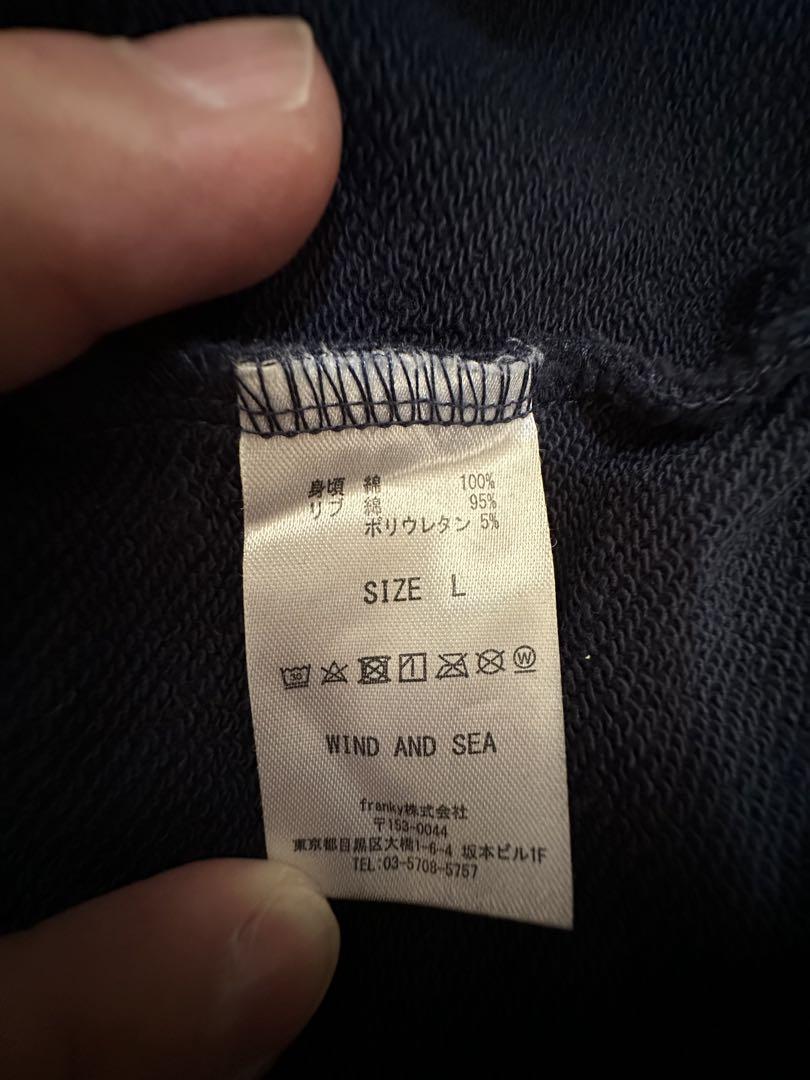 身頃 綿 100%
リブ 綿 95%
ポリウレタン 5%
SIZE L
30
W
WIND AND SEA
franky株式会社
〒153-0044
東京都目黒区大橋1-6-4 坂本ビル1F
TEL:03-5708-5757